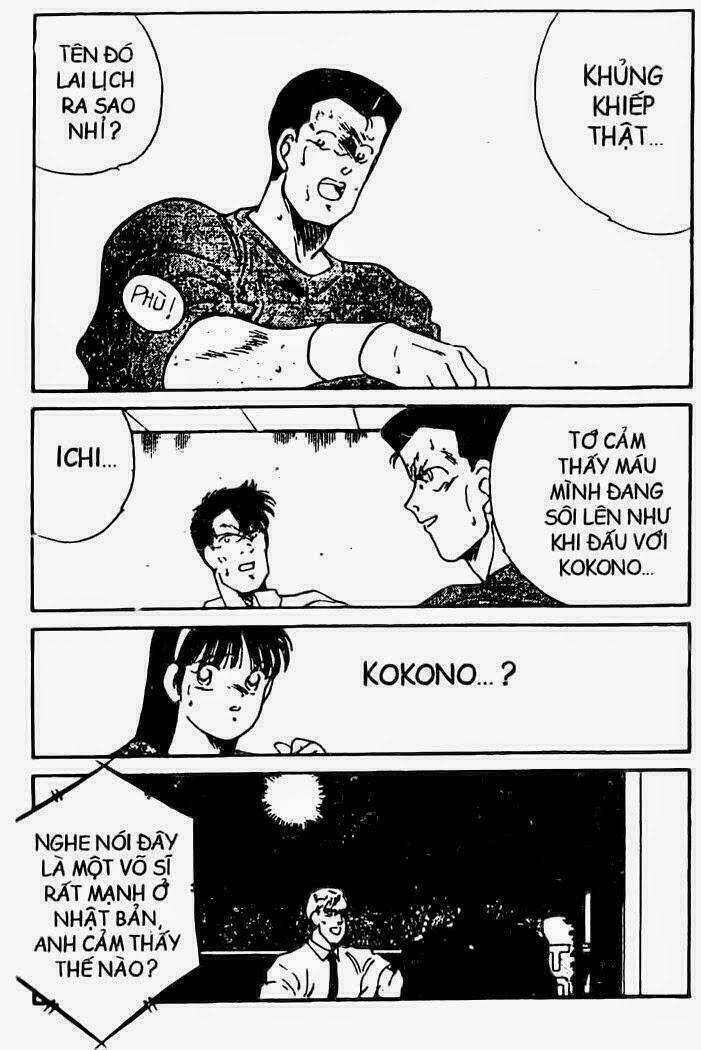 KHỦNG
KHIẾP
THẬT...
TÊN ĐÓ
LAI LỊCH
RA SAO
NHỈ?
PHÙ!
TỚ CẢM
THẤY MÁU
MÌNH ĐANG
SÔI LÊN NHƯ
KHI ĐẤU VỚI
KOKONO...
ICHI...
KOKONO...?
NGHE NÓI ĐÂY
LÀ MỘT VÕ SĨ
RẤT MẠNH Ở
NHẬT BẢN,
ANH CẢM THẤY
THẾ NÀO?